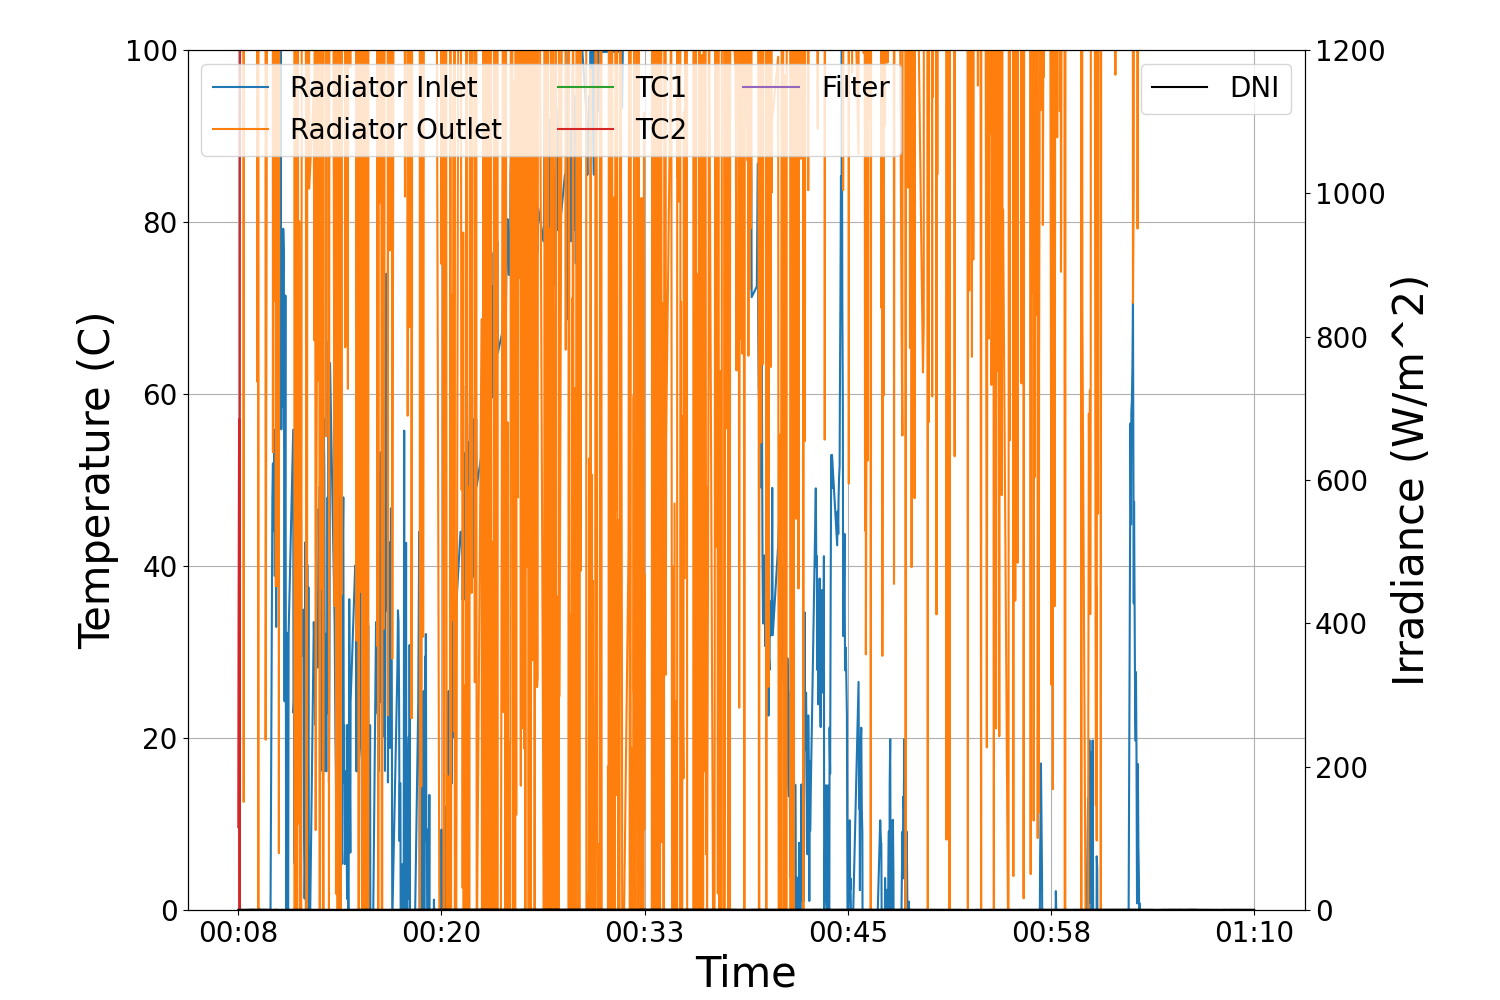 100
80
60
40
20
0
Temperature (C)
Radiator Inlet
Radiator Outlet
TC1
TC2
Filter
DNI
1200
1000
800
600
400
200
0
Irradiance (W/m^2)
00:08
00:20
00:33
00:45
00:58
01:10
Time